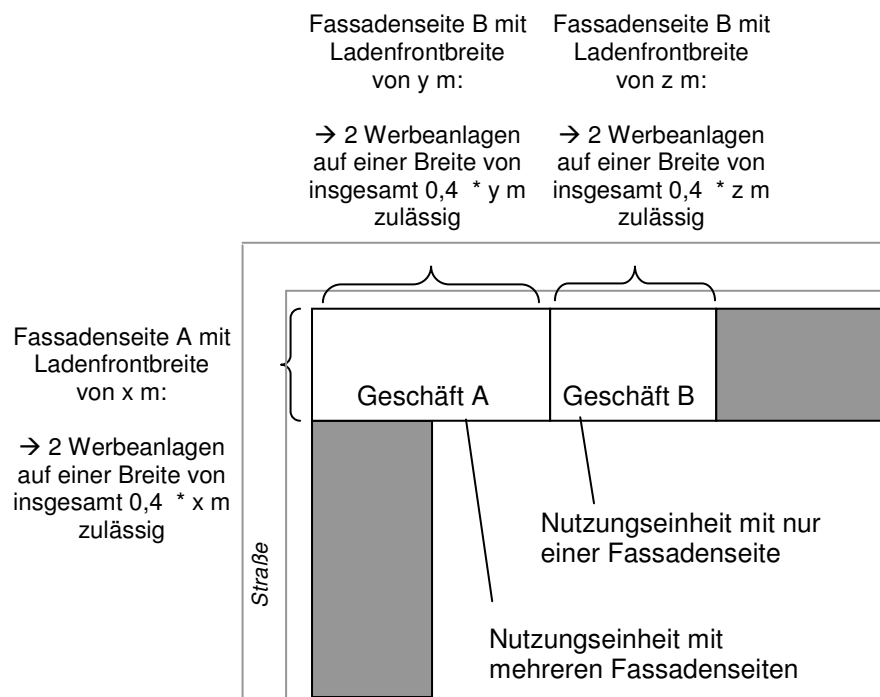 Fassadenseite B mit
Ladenfrontbreite
von y m:
→ 2 Werbeanlagen
auf einer Breite von
insgesamt 0,4 * y m
zulässig
Fassadenseite B mit
Ladenfrontbreite
von z m:
→ 2 Werbeanlagen
auf einer Breite von
insgesamt 0,4 * z m
zulässig
Fassadenseite A mit
Ladenfrontbreite
von x m:
→ 2 Werbeanlagen
auf einer Breite von
insgesamt 0,4 * x m
zulässig
Geschäft A
Geschäft B
Straße
Nutzungseinheit mit nur
einer Fassadenseite
Nutzungseinheit mit
mehreren Fassadenseiten